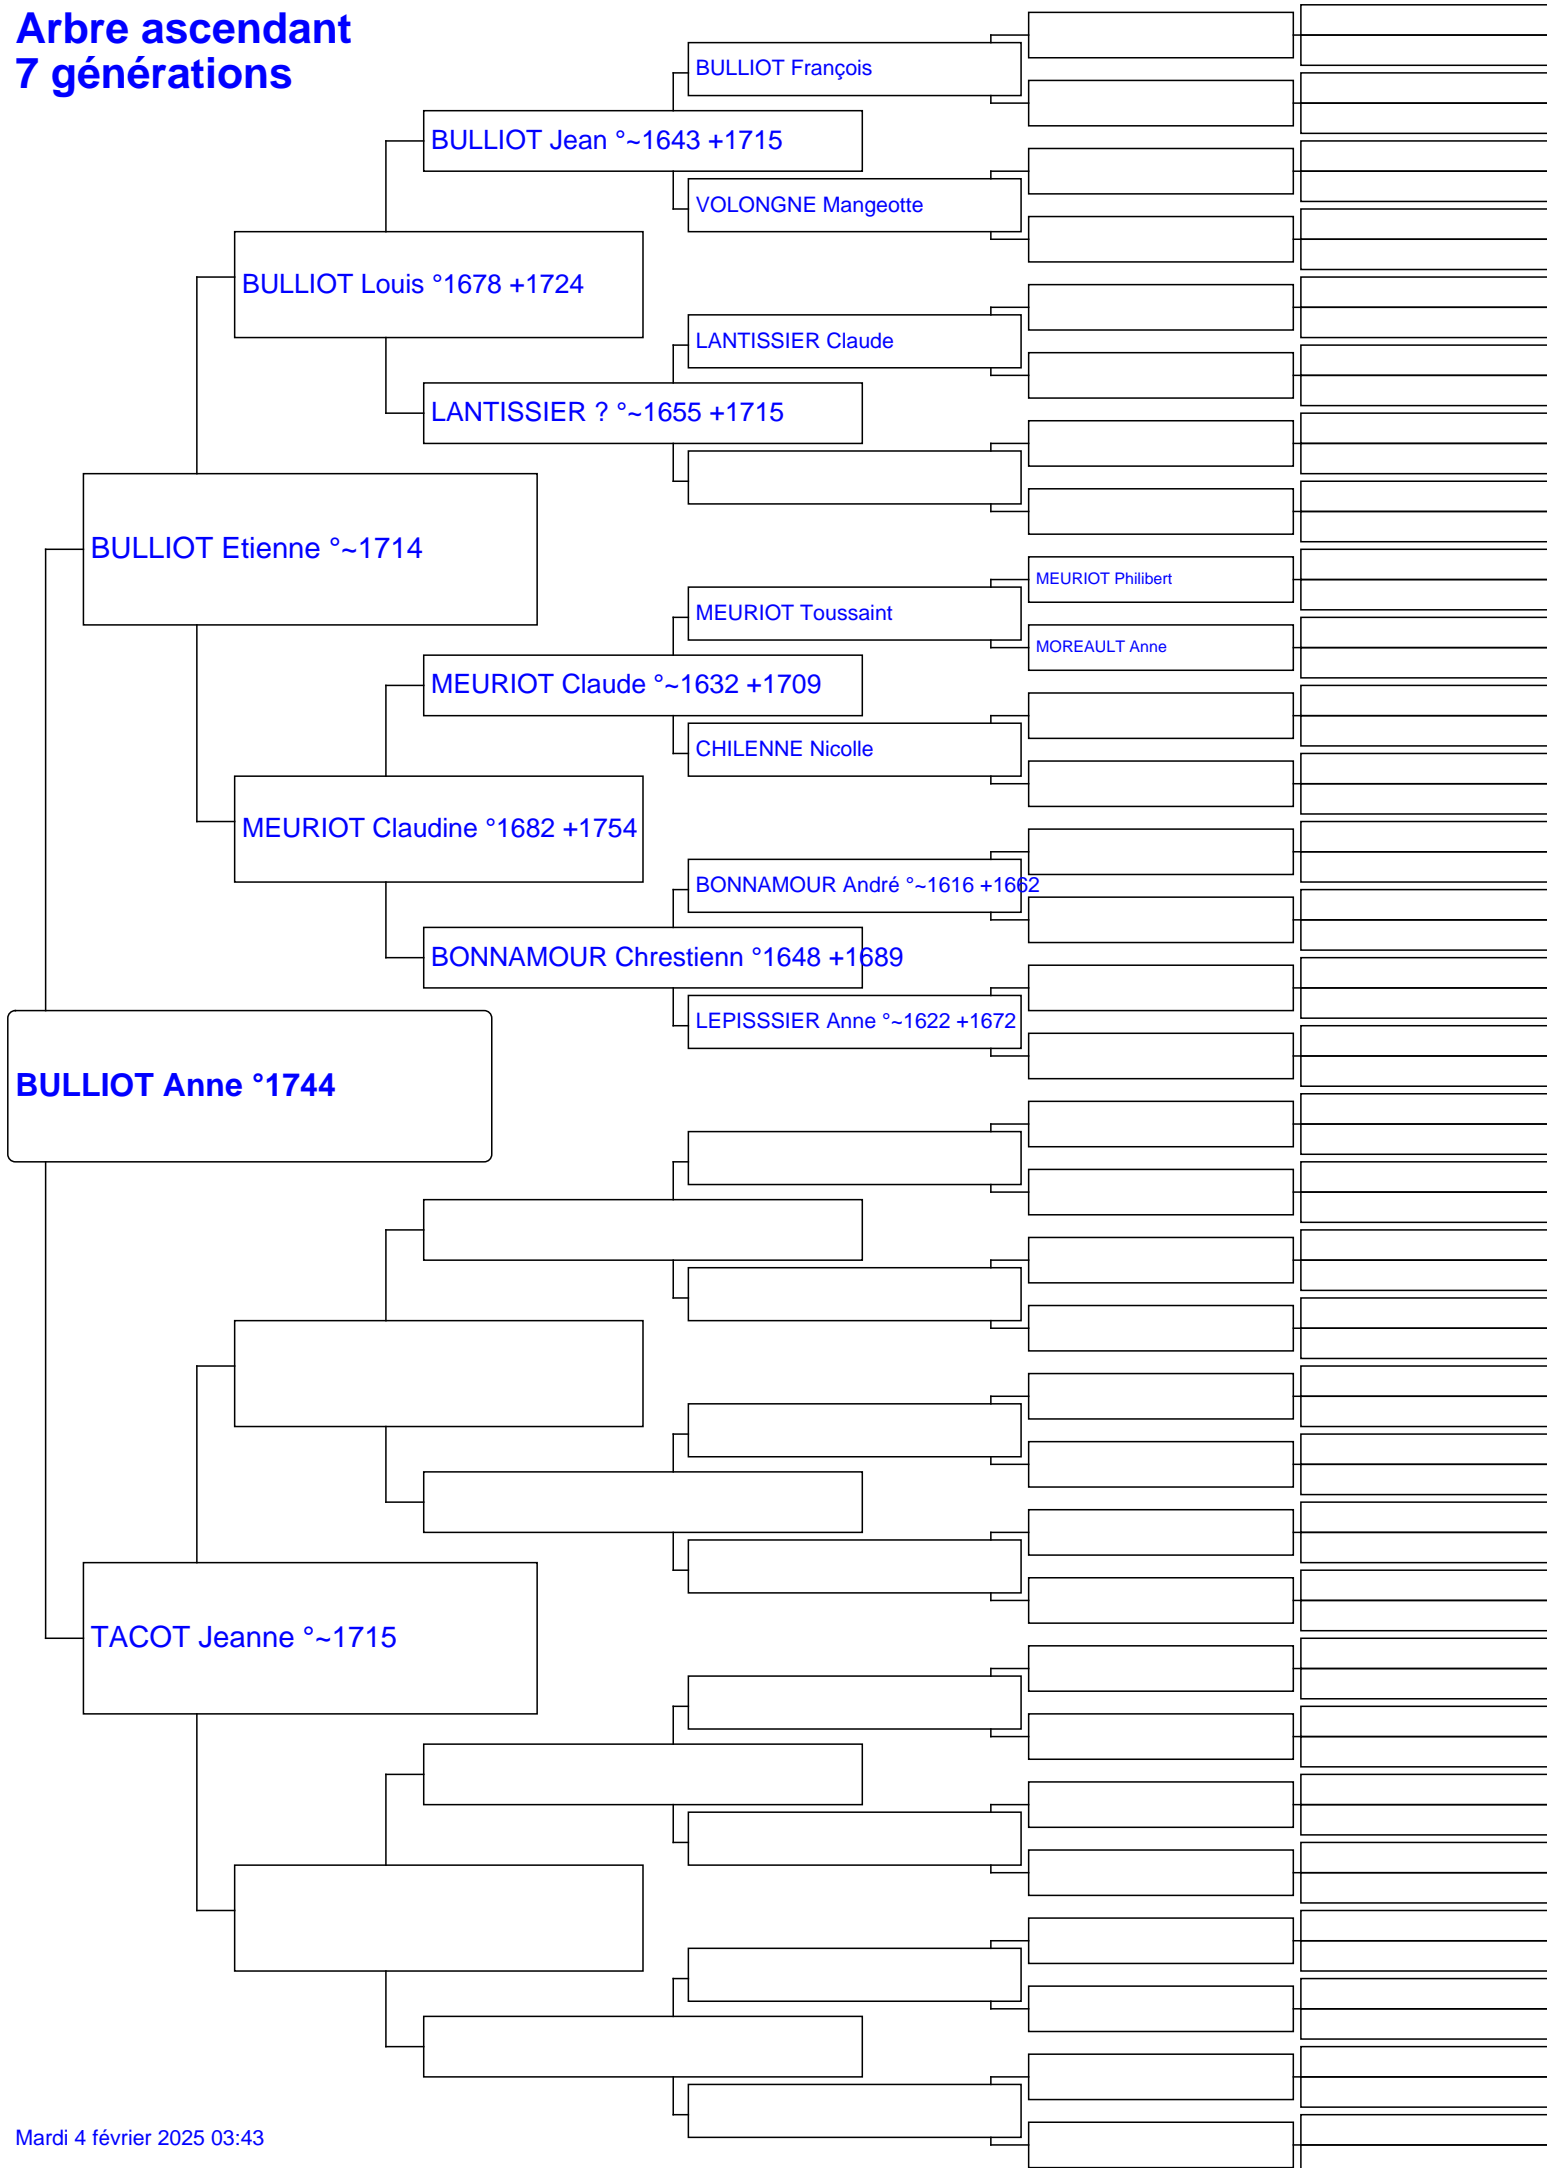 Arbre ascendant
7 générations
BULLIOT François
BULLIOT Jean °~1643 +1715
VOLONGNE Mangeotte
BULLIOT Louis °1678 +1724
LANTISSIER Claude
LANTISSIER ? °~1655 +1715
BULLIOT Etienne °~1714
MEURIOT Philibert
MEURIOT Toussaint
MOREAULT Anne
MEURIOT Claude °~1632 +1709
CHILENNE Nicolle
MEURIOT Claudine °1682 +1754
BONNAMOUR André °~1616 +1662
BONNAMOUR Chrestienn °1648 +1689
LEPISSSIER Anne °~1622 +1672
BULLIOT Anne °1744
TACOT Jeanne °~1715
Mardi 4 février 2025 03:43